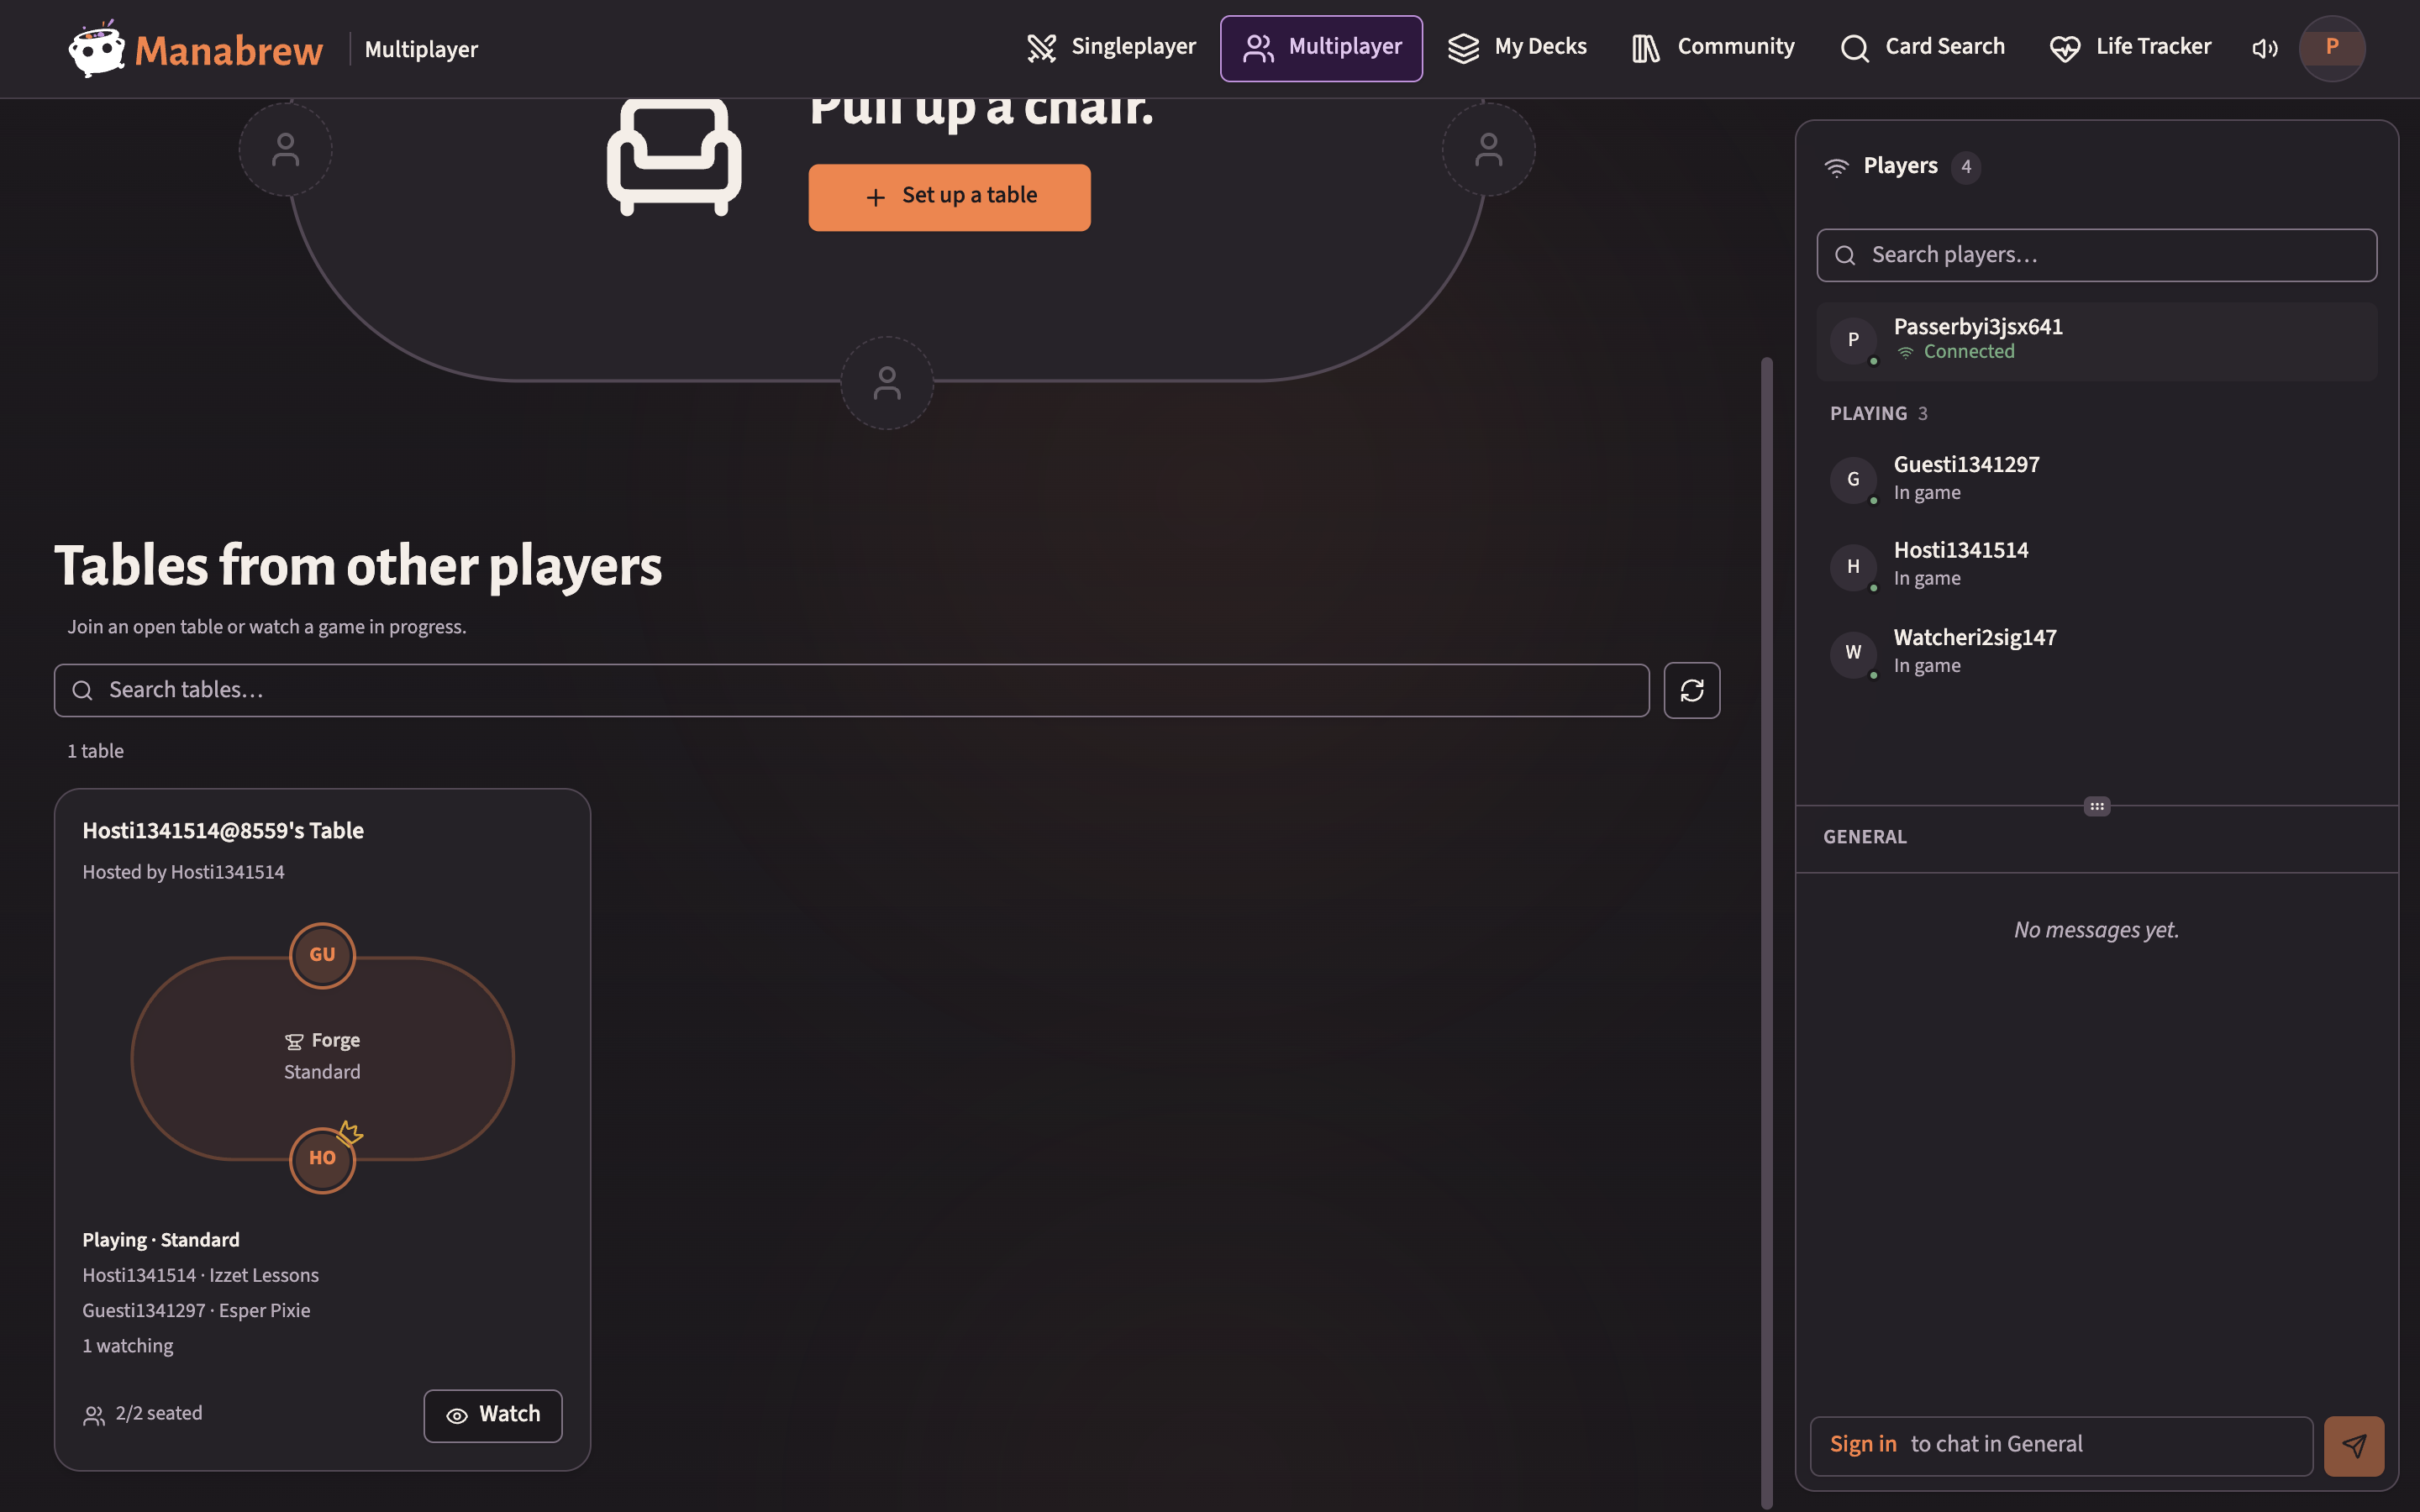 Manabrew
Multiplayer
Singleplayer
Multiplayer
My Decks
Community
Card Search
Life Tracker
P
Pull up a chair.
+ Set up a table
Tables from other players
Join an open table or watch a game in progress.
Search tables...
1 table
Hosti1341514@8559's Table
Hosted by Hosti1341514
GU
Forge
Standard
HO
Playing · Standard
Hosti1341514 · Izzet Lessons
Guesti1341297 · Esper Pixie
1 watching
2/2 seated
Watch
Players 4
Search players...
P
Passerbyi3jsx641
Connected
PLAYING 3
G
Guesti1341297
In game
H
Hosti1341514
In game
W
Watcheri2sig147
In game
GENERAL
No messages yet.
Sign in to chat in General